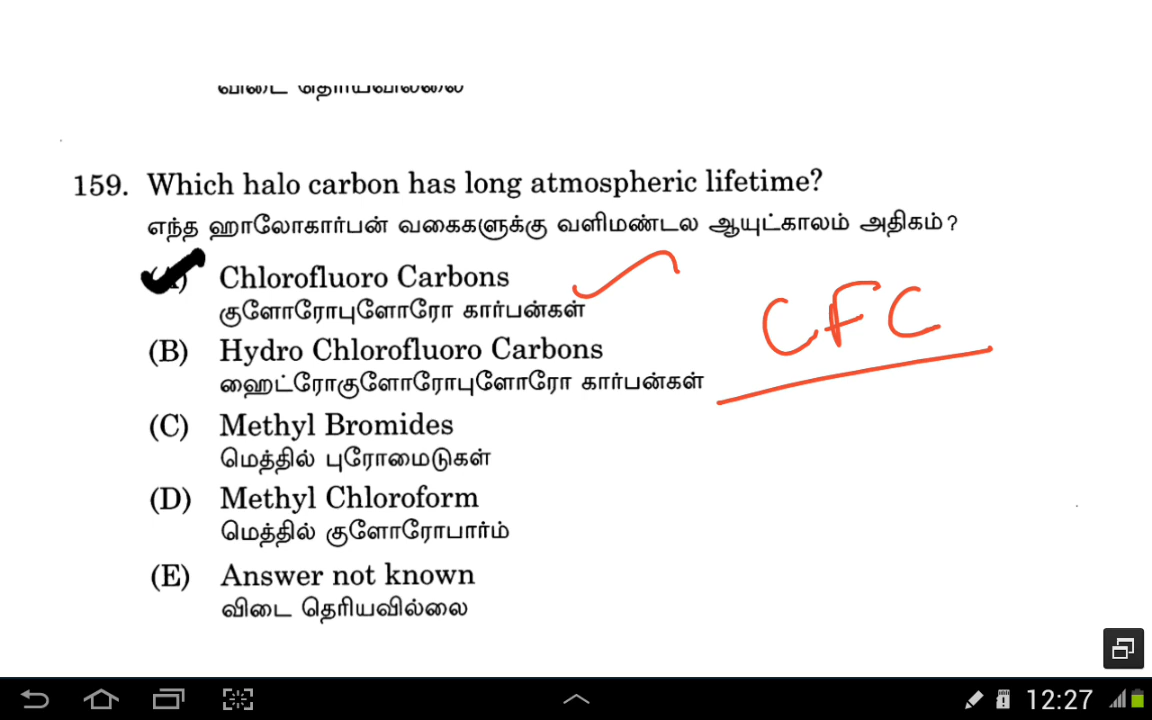 விடை தெரியவில்லை
159. Which halo carbon has long atmospheric lifetime?
எந்த ஹாலோகார்பன் வகைகளுக்கு வளிமண்டல ஆயுட்காலம் அதிகம்?
Chlorofluoro Carbons
குளோரோபுளோரோ கார்பன்கள்
CFC
(B) Hydro Chlorofluoro Carbons
ஹைட்ரோகுளோரோபுளோரோ கார்பன்கள்
(C) Methyl Bromides
மெத்தில் புரோமைடுகள்
(D) Methyl Chloroform
மெத்தில் குளோரோபார்ம்
(E) Answer not known
விடை தெரியவில்லை
12:27